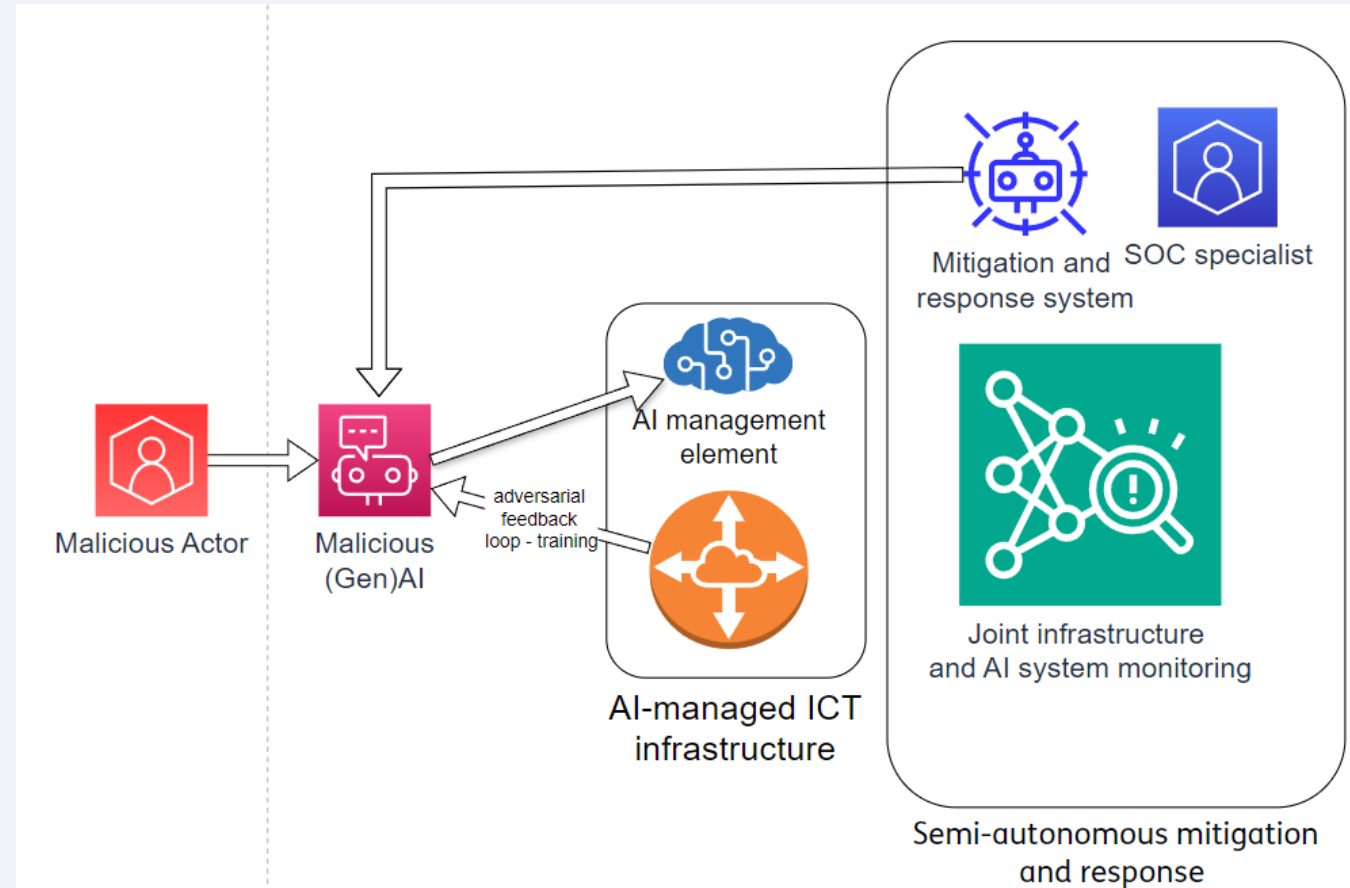 Mitigation and
response system
SOC specialist
AI management
element
adversarial
feedback
loop - training
Malicious Actor
Malicious
(Gen)AI
Joint infrastructure
and AI system monitoring
AI-managed ICT
infrastructure
Semi-autonomous mitigation
and response